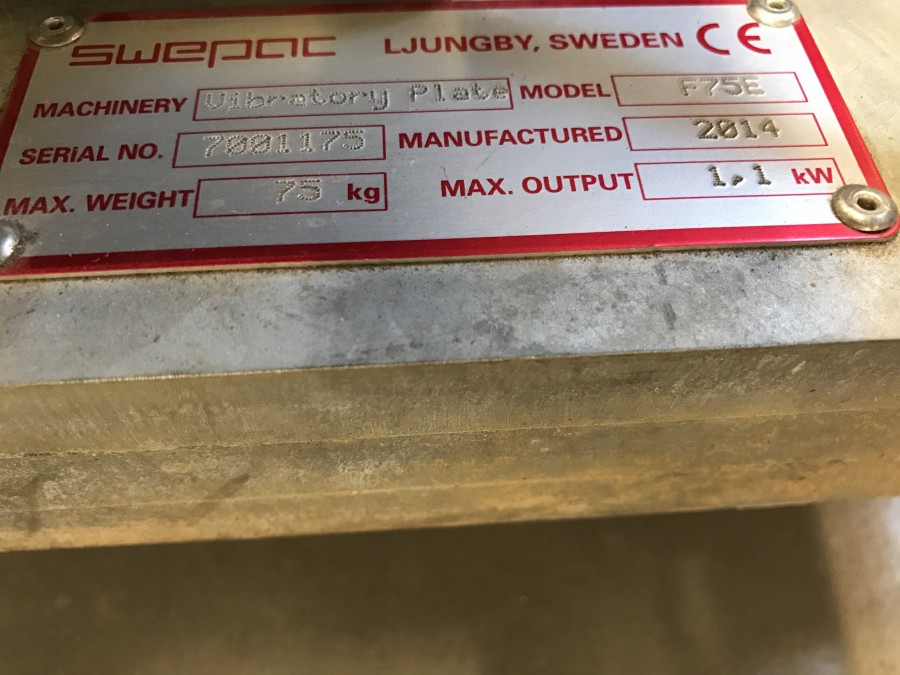 swepac LJUNGBY, SWEDEN CE
MACHINERY Vibratory Plate MODEL F75E
SERIAL NO. 7001175 MANUFACTURED 2014
MAX. WEIGHT 75 kg MAX. OUTPUT 1,1 kW